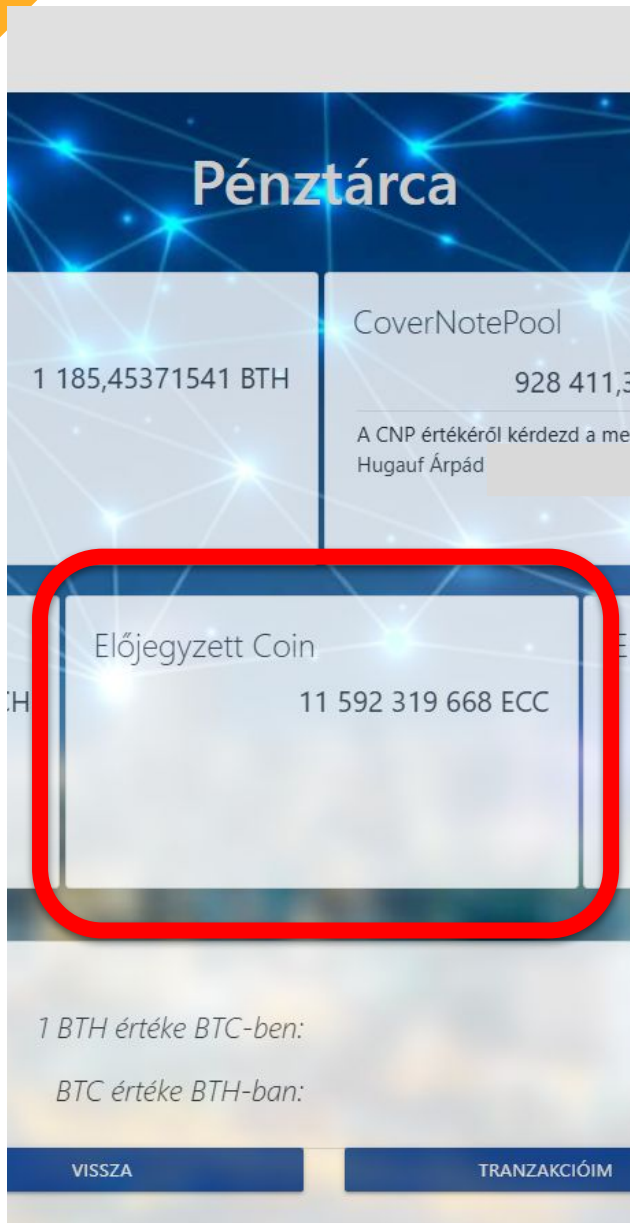 Pénztárca
1 185,45371541 BTH
CoverNotePool
928 411,3
A CNP értékéről kérdezd a me
Hugauf Árpád
Előjegyzett Coin
11 592 319 668 ECC
CH
E
1 BTH értéke BTC-ben:
BTC értéke BTH-ban:
VISSZA
TRANZAKCIÓIM